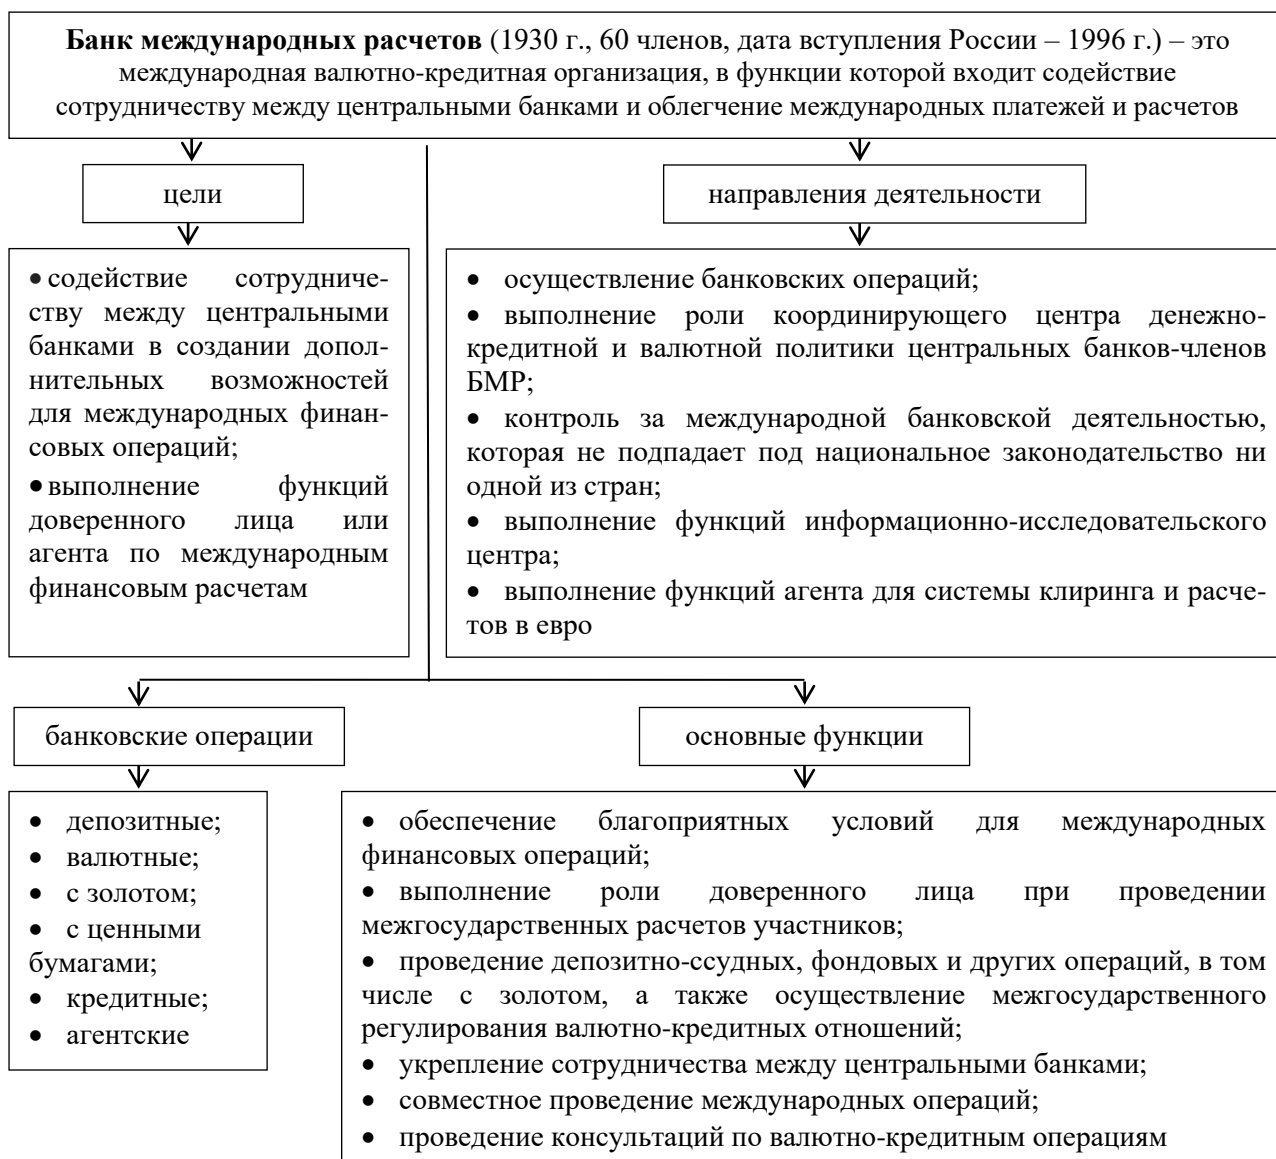 Банк международных расчетов (1930 г., 60 членов, дата вступления России – 1996 г.) – это
международная валютно-кредитная организация, в функции которой входит содействие
сотрудничеству между центральными банками и облегчение международных платежей и расчетов
цели
направления деятельности
• содействие сотрудниче-
ству между центральными
банками в создании допол-
нительных возможностей
для международных финан-
совых операций;
• выполнение функций
доверенного лица или
агента по международным
финансовым расчетам
• осуществление банковских операций;
• выполнение роли координирующего центра денежно-
кредитной и валютной политики центральных банков-членов
БМР;
• контроль за международной банковской деятельностью,
которая не подпадает под национальное законодательство ни
одной из стран;
• выполнение функций информационно-исследовательского
центра;
• выполнение функций агента для системы клиринга и расче-
тов в евро
банковские операции
основные функции
• депозитные;
• валютные;
• с золотом;
• с ценными
бумагами;
• кредитные;
• агентские
• обеспечение благоприятных условий для международных
финансовых операций;
• выполнение роли доверенного лица при проведении
межгосударственных расчетов участников;
• проведение депозитно-ссудных, фондовых и других операций, в том
числе с золотом, а также осуществление межгосударственного
регулирования валютно-кредитных отношений;
• укрепление сотрудничества между центральными банками;
• совместное проведение международных операций;
• проведение консультаций по валютно-кредитным операциям